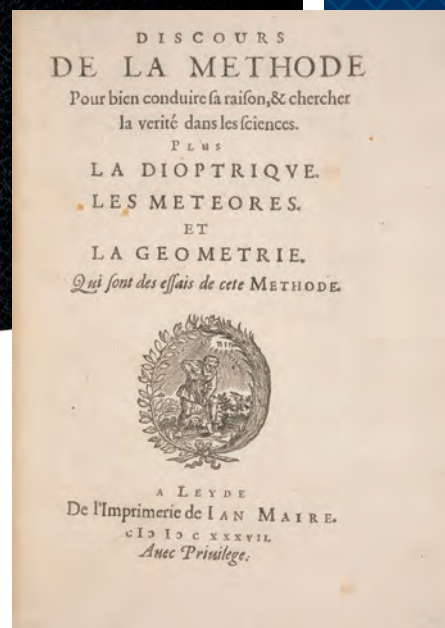 DISCOURS
DE LA METHODE
Pour bien conduire ſa raiſon, & chercher
la verité dans les ſciences.
PLUS
LA DIOPTRIQVE.
LES METEORES.
ET
LA GEOMETRIE.
Qui ſont des eſſais de cete METHODE.
A LEYDE
De l'Imprimerie de IAN MAIRE.
cIↄ Iↄ c xxxvii.
Auec Priuilege.